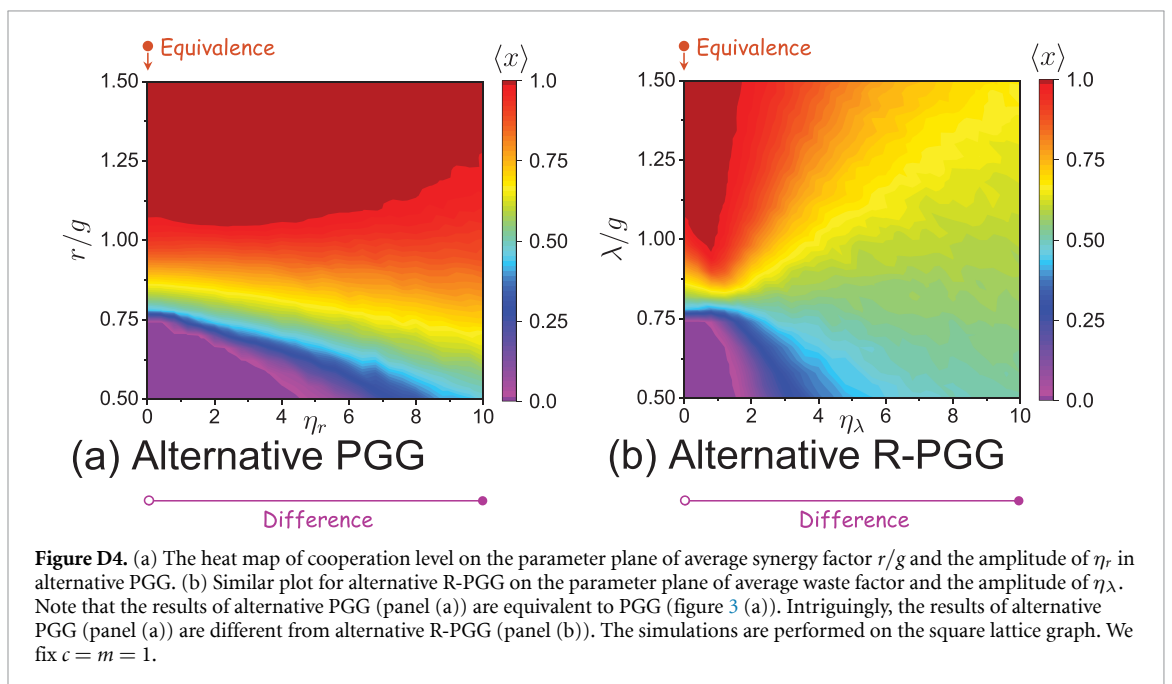 Equivalence
⟨x⟩
1.50
1.25
1.00
0.75
0.50
r/g
0 2 4 6 8 10
η_r
1.0
0.75
0.50
0.25
0.0
(a) Alternative PGG
Difference
Equivalence
⟨x⟩
1.50
1.25
1.00
0.75
0.50
λ/g
0 2 4 6 8 10
η_λ
1.0
0.75
0.50
0.25
0.0
(b) Alternative R-PGG
Difference
Figure D4. (a) The heat map of cooperation level on the parameter plane of average synergy factor r/g and the amplitude of η_r in
alternative PGG. (b) Similar plot for alternative R-PGG on the parameter plane of average waste factor and the amplitude of η_λ.
Note that the results of alternative PGG (panel (a)) are equivalent to PGG (figure 3 (a)). Intriguingly, the results of alternative
PGG (panel (a)) are different from alternative R-PGG (panel (b)). The simulations are performed on the square lattice graph. We
fix c = m = 1.